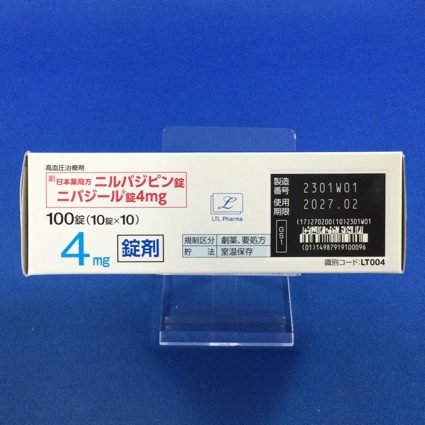 高血圧治療剤
劇 日本薬局方 ニルバジピン錠
ニバジール®錠4mg
100錠(10錠×10)
4mg 錠剤
L
LTL Pharma
規制区分 劇薬、要処方
貯法 室温保存
製造番号 2301W01
使用期限 2027.02
(17)270200(10)2301W01
GS1
(01)14987919100096
識別コード:LT004